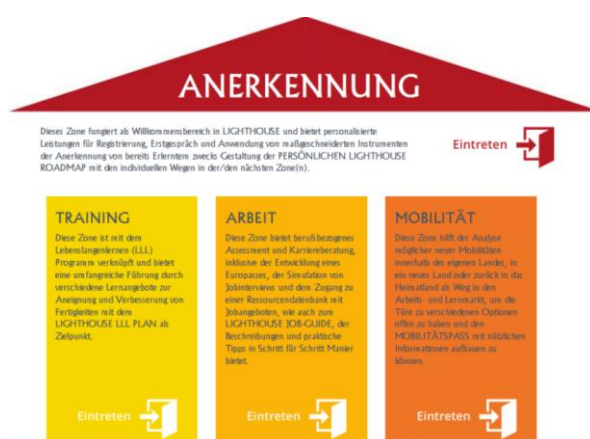 ANERKENNUNG
Dieses Zone fungiert als Willkommensbereich in LIGHTHOUSE und bietet personalisierte
Leistungen für Registrierung, Erstgespräch und Anwendung von maßgeschneiderten Instrumenten
der Anerkennung von bereits Erlerntem zwecks Gestaltung der PERSÖNLICHEN LIGHTHOUSE
ROADMAP mit den individuellen Wegen in der/den nächsten Zone(n).
Eintreten
TRAINING
Diese Zone ist mit dem
Lebenslangenlernen (LLL)
Programm verknüpft und bietet
eine umfangreiche Führung durch
verschiedene Lernangebote zur
Aneignung und Verbesserung von
Fertigkeiten mit dem
LIGHTHOUSE LLL PLAN als
Zielpunkt.
Eintreten
ARBEIT
Diese Zone bietet berufsbezogenes
Assessment und Karriereberatung,
inklusive der Entwicklung eines
Europasses, der Simulation von
Jobinterviews und dem Zugang zu
einer Ressourcendatenbank mit
Jobangeboten, wie auch zum
LIGHTHOUSE JOB-GUIDE, der
Beschreibungen und praktische
Tipps in Schritt für Schritt Manier
bietet.
Eintreten
MOBILITÄT
Diese Zone hilft der Analyse
möglicher neuer Mobilitäten
innerhalb des eigenen Landes, in
ein neues Land oder zurück in das
Heimatland als Weg in den
Arbeits- und Lernmarkt, um die
Türe zu verschiedenen Optionen
offen zu haben und den
MOBILITÄTSPASS mit nützlichen
Informationen aufbauen zu
können.
Eintreten